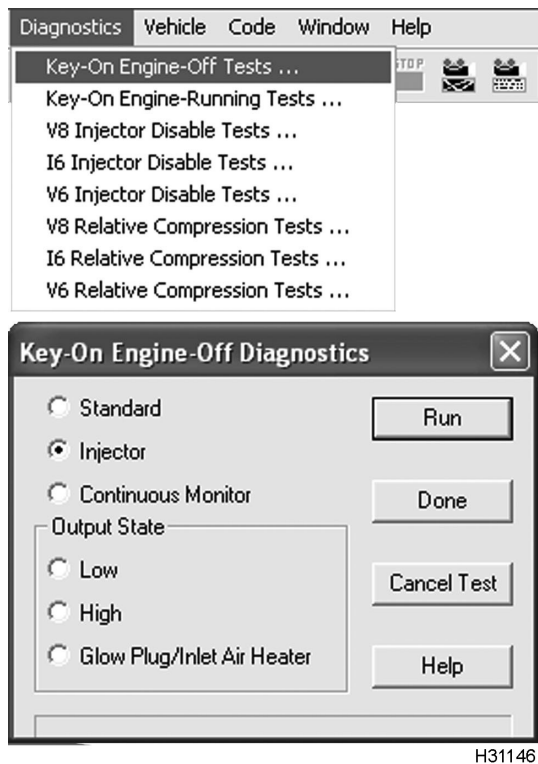 Diagnostics Vehicle Code Window Help
Key-On Engine-Off Tests ...
STOP
Key-On Engine-Running Tests ...
V8 Injector Disable Tests ...
I6 Injector Disable Tests ...
V6 Injector Disable Tests ...
V8 Relative Compression Tests ...
I6 Relative Compression Tests ...
V6 Relative Compression Tests ...
Key-On Engine-Off Diagnostics
Standard
Run
Injector
Continuous Monitor
Done
Output State
Low
Cancel Test
High
Glow Plug/Inlet Air Heater
Help
H31146